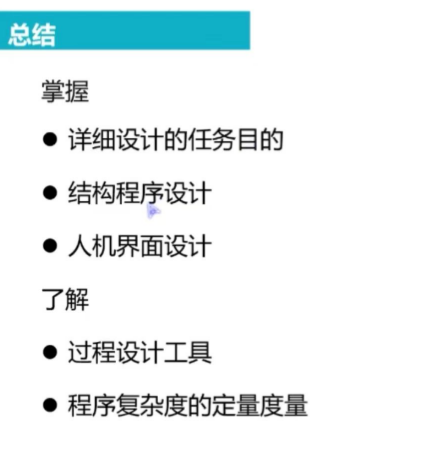 总结
掌握
● 详细设计的任务目的
● 结构程序设计
● 人机界面设计
了解
● 过程设计工具
● 程序复杂度的定量度量